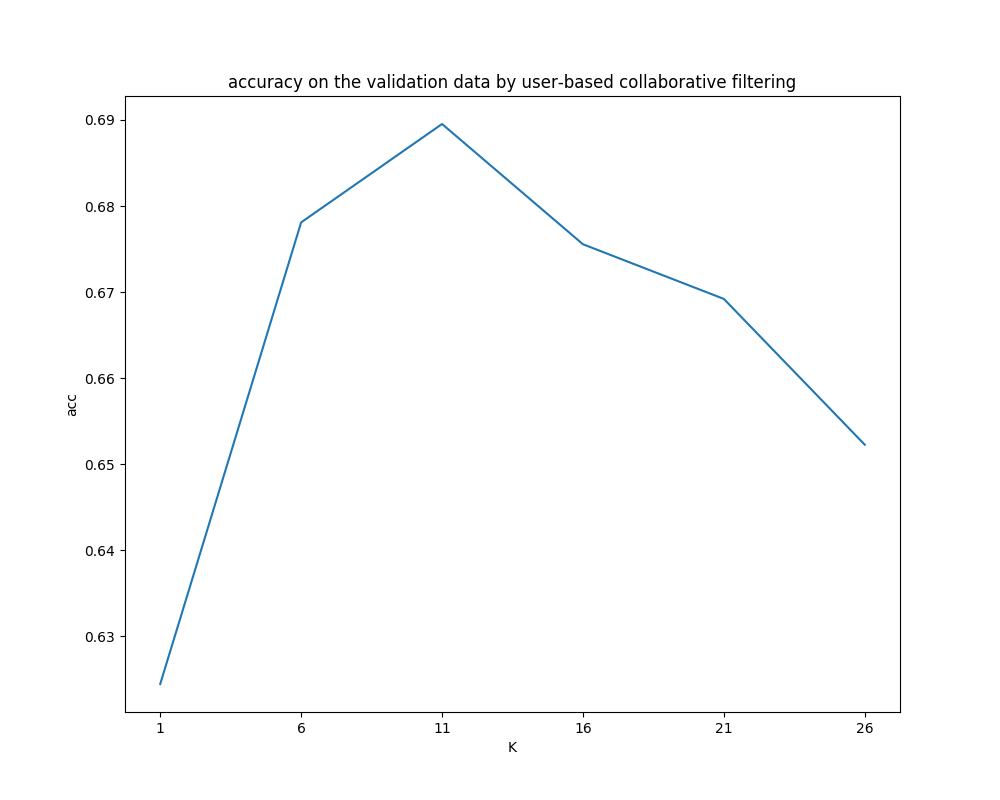 accuracy on the validation data by user-based collaborative filtering
0.69
0.68
0.67
0.66
acc
0.65
0.64
0.63
1 6 11 16 21 26
K